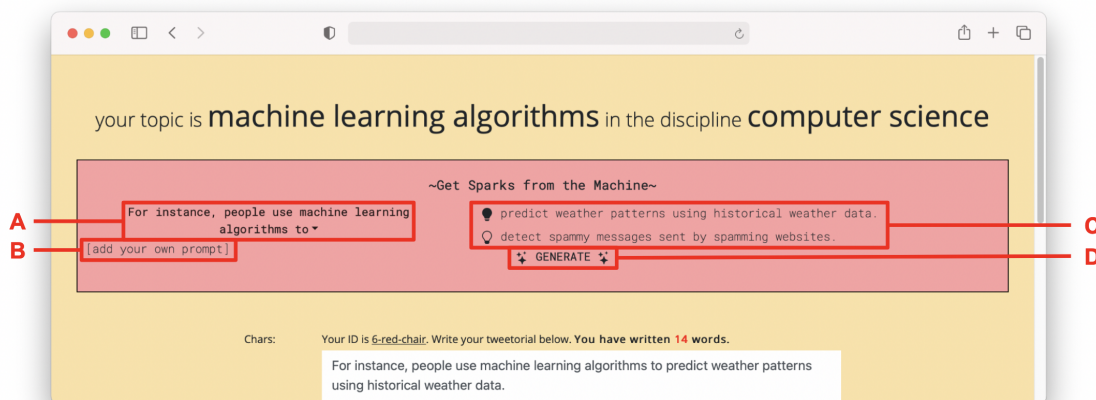 your topic is machine learning algorithms in the discipline computer science
~Get Sparks from the Machine~
A
For instance, people use machine learning
algorithms to
B
[add your own prompt]
predict weather patterns using historical weather data.
C
detect spammy messages sent by spamming websites.
GENERATE
D
Chars:
Your ID is 6-red-chair. Write your tweetorial below. You have written 14 words.
For instance, people use machine learning algorithms to predict weather patterns
using historical weather data.